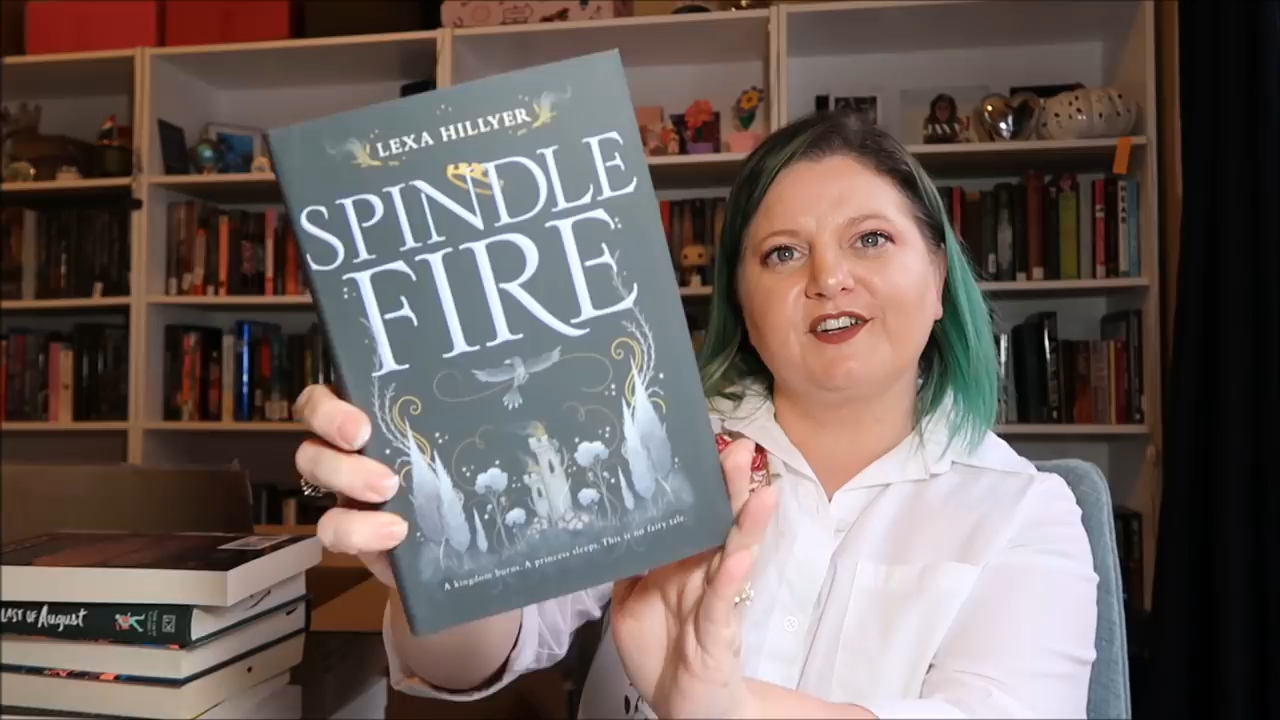 LEXA HILLYER
SPINDLE
FIRE
A kingdom burns. A princess sleeps. This is no fairy tale.
LAST OF August